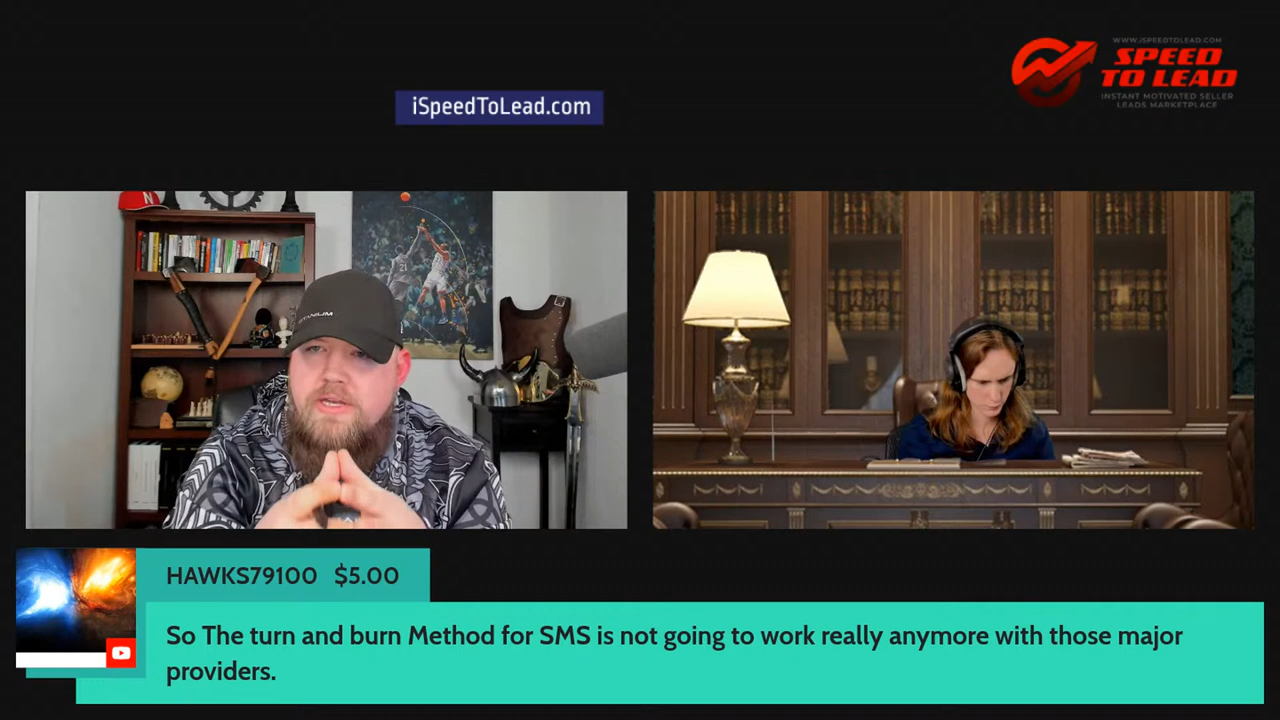 WWW.ISPEEDTOLEAD.COM
SPEED
TO LEAD
INSTANT MOTIVATED SELLER
LEADS MARKETPLACE
iSpeedToLead.com
N
21
HAWKS79100 $5.00
So The turn and burn Method for SMS is not going to work really anymore with those major
providers.